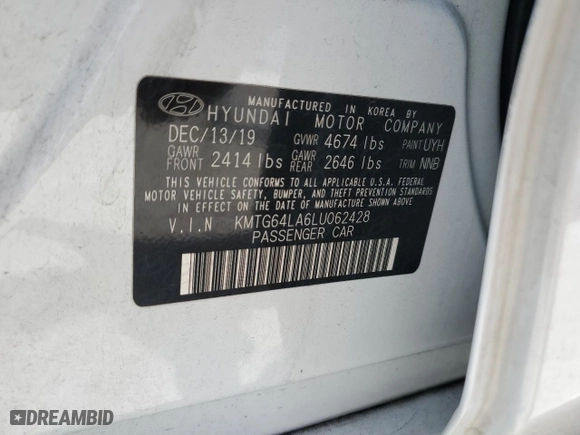 MANUFACTURED IN KOREA BY
HYUNDAI MOTOR COMPANY
DEC/13/19 GVWR 4674 lbs PAINT UYH
GAWR FRONT 2414 lbs GAWR REAR 2646 lbs TRIM NNB
THIS VEHICLE CONFORMS TO ALL APPLICABLE U.S.A. FEDERAL
MOTOR VEHICLE SAFETY, BUMPER, AND THEFT PREVENTION STANDARDS
IN EFFECT ON THE DATE OF MANUFACTURE SHOWN ABOVE.
V.I.N KMTG64LA6LU062428
PASSENGER CAR
DREAMBID